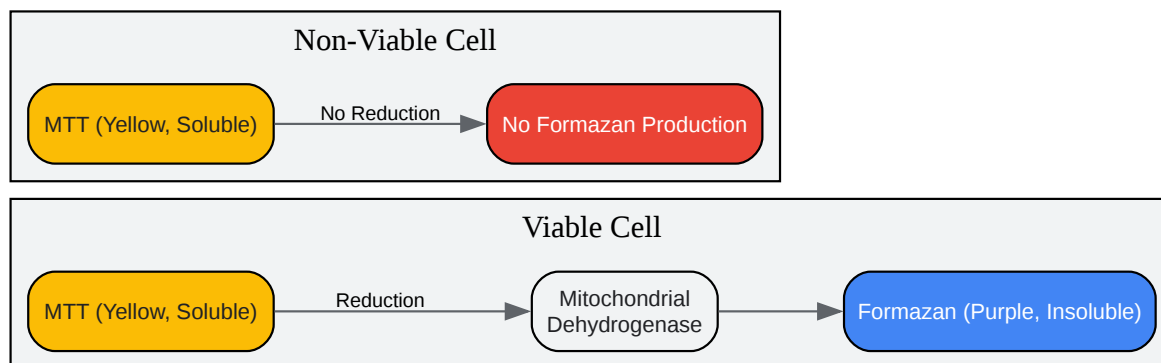 Non-Viable Cell
MTT (Yellow, Soluble)
No Reduction
No Formazan Production
Viable Cell
MTT (Yellow, Soluble)
Reduction
Mitochondrial
Dehydrogenase
Formazan (Purple, Insoluble)